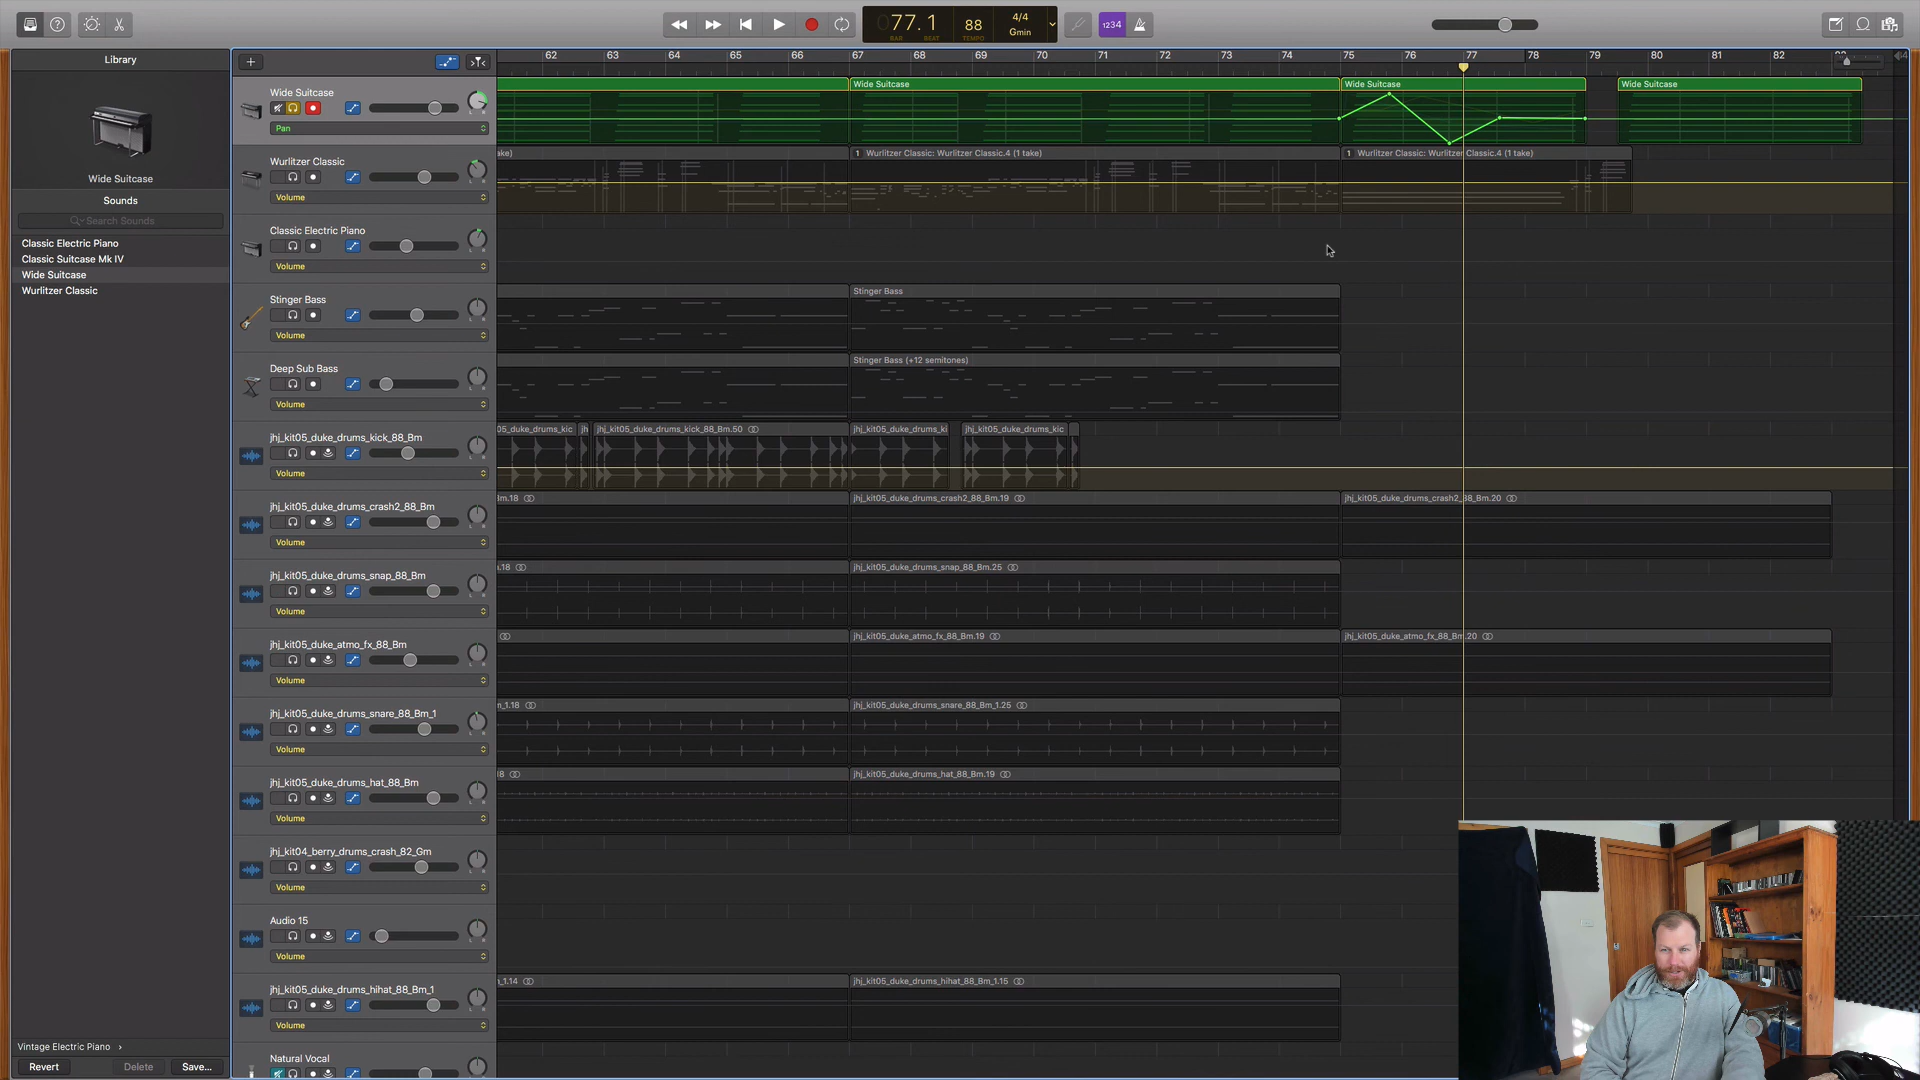 77.1
BAR BEAT
88
TEMPO
4/4
Gmin
1234
Library
Wide Suitcase
Sounds
Search Sounds
Classic Electric Piano
Classic Suitcase Mk IV
Wide Suitcase
Wurlitzer Classic
Vintage Electric Piano
Revert
Delete
Save...
62 63 64 65 66 67 68 69 70 71 72 73 74 75 76 77 78 79 80 81 82
Wide Suitcase
Pan
Wide Suitcase
Wide Suitcase
Wide Suitcase
Wurlitzer Classic
Volume
ake)
1 Wurlitzer Classic: Wurlitzer Classic.4 (1 take)
1 Wurlitzer Classic: Wurlitzer Classic.4 (1 take)
Classic Electric Piano
Volume
Stinger Bass
Volume
Stinger Bass
Deep Sub Bass
Volume
Stinger Bass (+12 semitones)
jhj_kit05_duke_drums_kick_88_Bm
Volume
05_duke_drums_kic
jh
jhj_kit05_duke_drums_kick_88_Bm.50
jhj_kit05_duke_drums_ki
jhj_kit05_duke_drums_kic
jhj_kit05_duke_drums_crash2_88_Bm
Volume
Bm.18
jhj_kit05_duke_drums_crash2_88_Bm.19
jhj_kit05_duke_drums_crash2_88_Bm.20
jhj_kit05_duke_drums_snap_88_Bm
Volume
.18
jhj_kit05_duke_drums_snap_88_Bm.25
jhj_kit05_duke_atmo_fx_88_Bm
Volume
jhj_kit05_duke_atmo_fx_88_Bm.19
jhj_kit05_duke_atmo_fx_88_Bm.20
jhj_kit05_duke_drums_snare_88_Bm_1
Volume
_1.18
jhj_kit05_duke_drums_snare_88_Bm_1.25
jhj_kit05_duke_drums_hat_88_Bm
Volume
jhj_kit05_duke_drums_hat_88_Bm.19
jhj_kit04_berry_drums_crash_82_Gm
Volume
Audio 15
Volume
jhj_kit05_duke_drums_hihat_88_Bm_1
Volume
_1.14
jhj_kit05_duke_drums_hihat_88_Bm_1.15
Natural Vocal